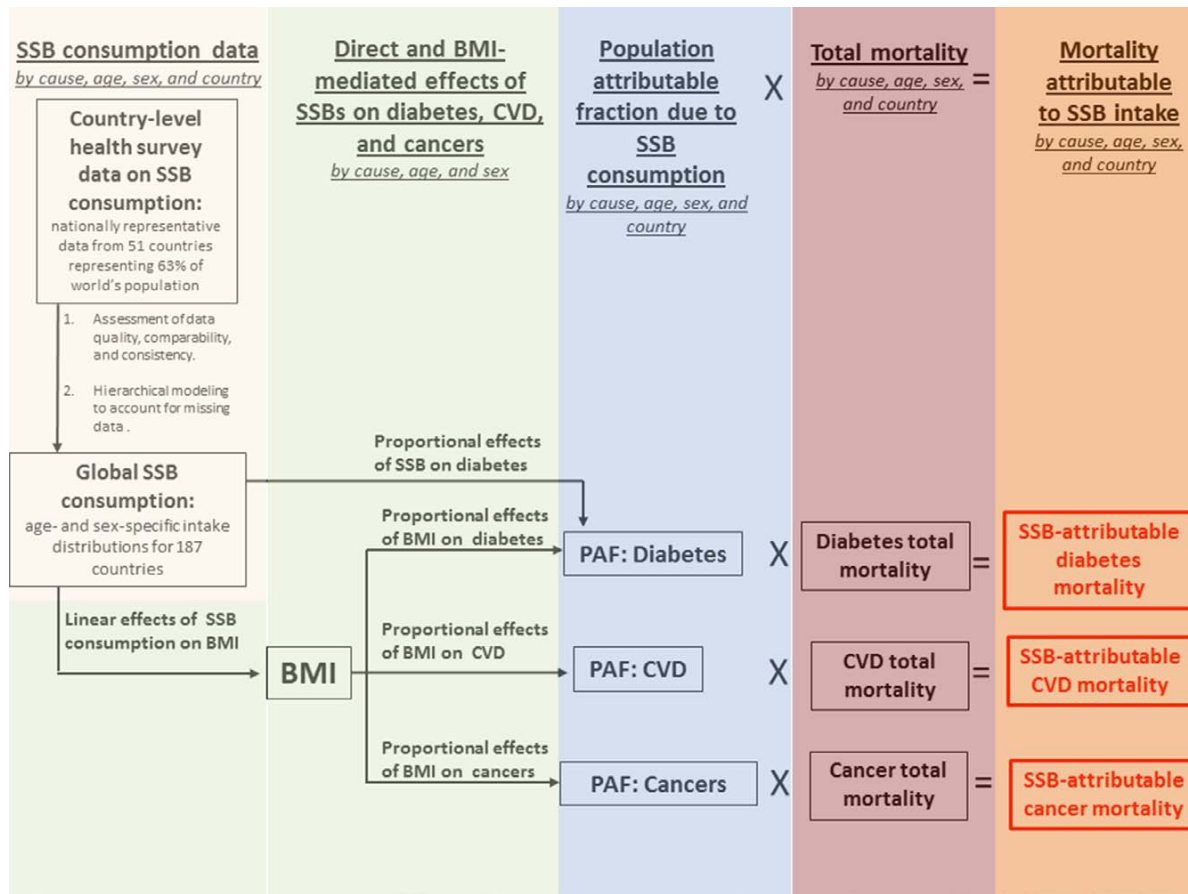 SSB consumption data
by cause, age, sex, and country
Country-level
health survey
data on SSB
consumption:
nationally representative
data from 51 countries
representing 63% of
world's population
1. Assessment of data
quality, comparability,
and consistency.
2. Hierarchical modeling
to account for missing
data .
Global SSB
consumption:
age- and sex-specific intake
distributions for 187
countries
Linear effects of SSB
consumption on BMI
Direct and BMI-
mediated effects of
SSBs on diabetes, CVD,
and cancers
by cause, age, and sex
Proportional effects
of SSB on diabetes
Proportional effects
of BMI on diabetes
BMI
Proportional effects
of BMI on CVD
Proportional effects
of BMI on cancers
Population
attributable
fraction due to
SSB
consumption
by cause, age, sex, and
country
X
Total mortality
by cause, age, sex,
and country
=
Mortality
attributable
to SSB intake
by cause, age, sex,
and country
PAF: Diabetes
X
Diabetes total
mortality
=
SSB-attributable
diabetes
mortality
PAF: CVD
X
CVD total
mortality
=
SSB-attributable
CVD mortality
PAF: Cancers
X
Cancer total
mortality
=
SSB-attributable
cancer mortality